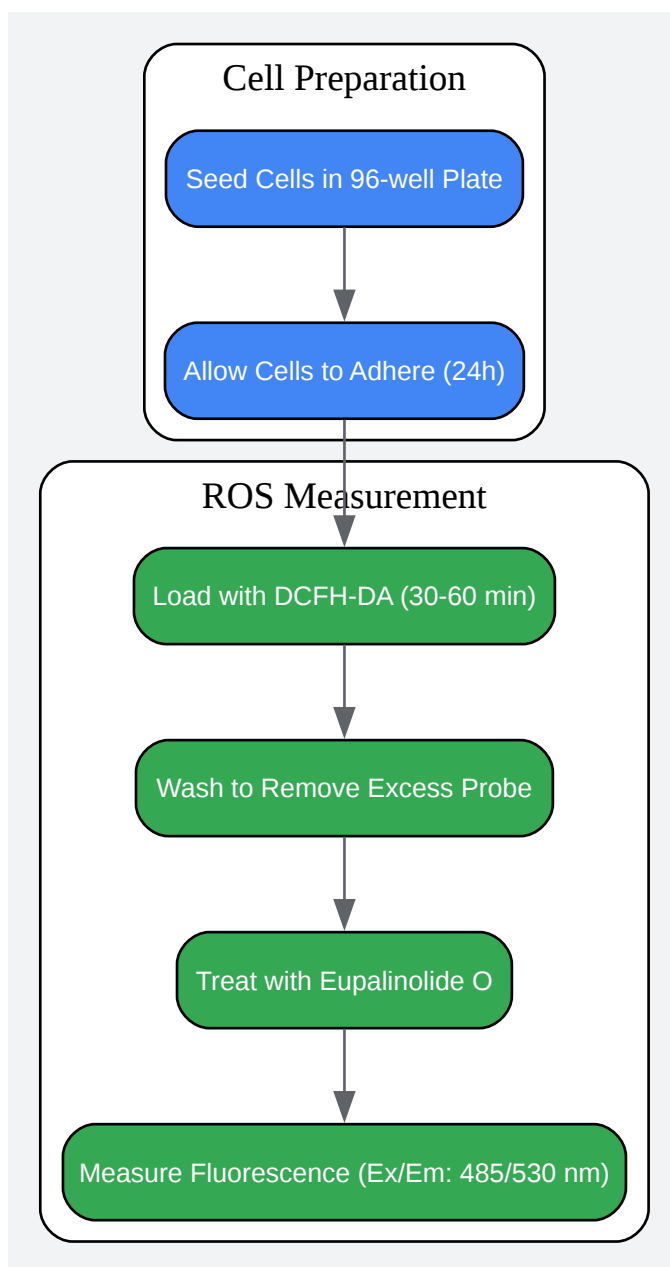 Cell Preparation
Seed Cells in 96-well Plate
Allow Cells to Adhere (24h)
ROS Measurement
Load with DCFH-DA (30-60 min)
Wash to Remove Excess Probe
Treat with Eupalinolide O
Measure Fluorescence (Ex/Em: 485/530 nm)